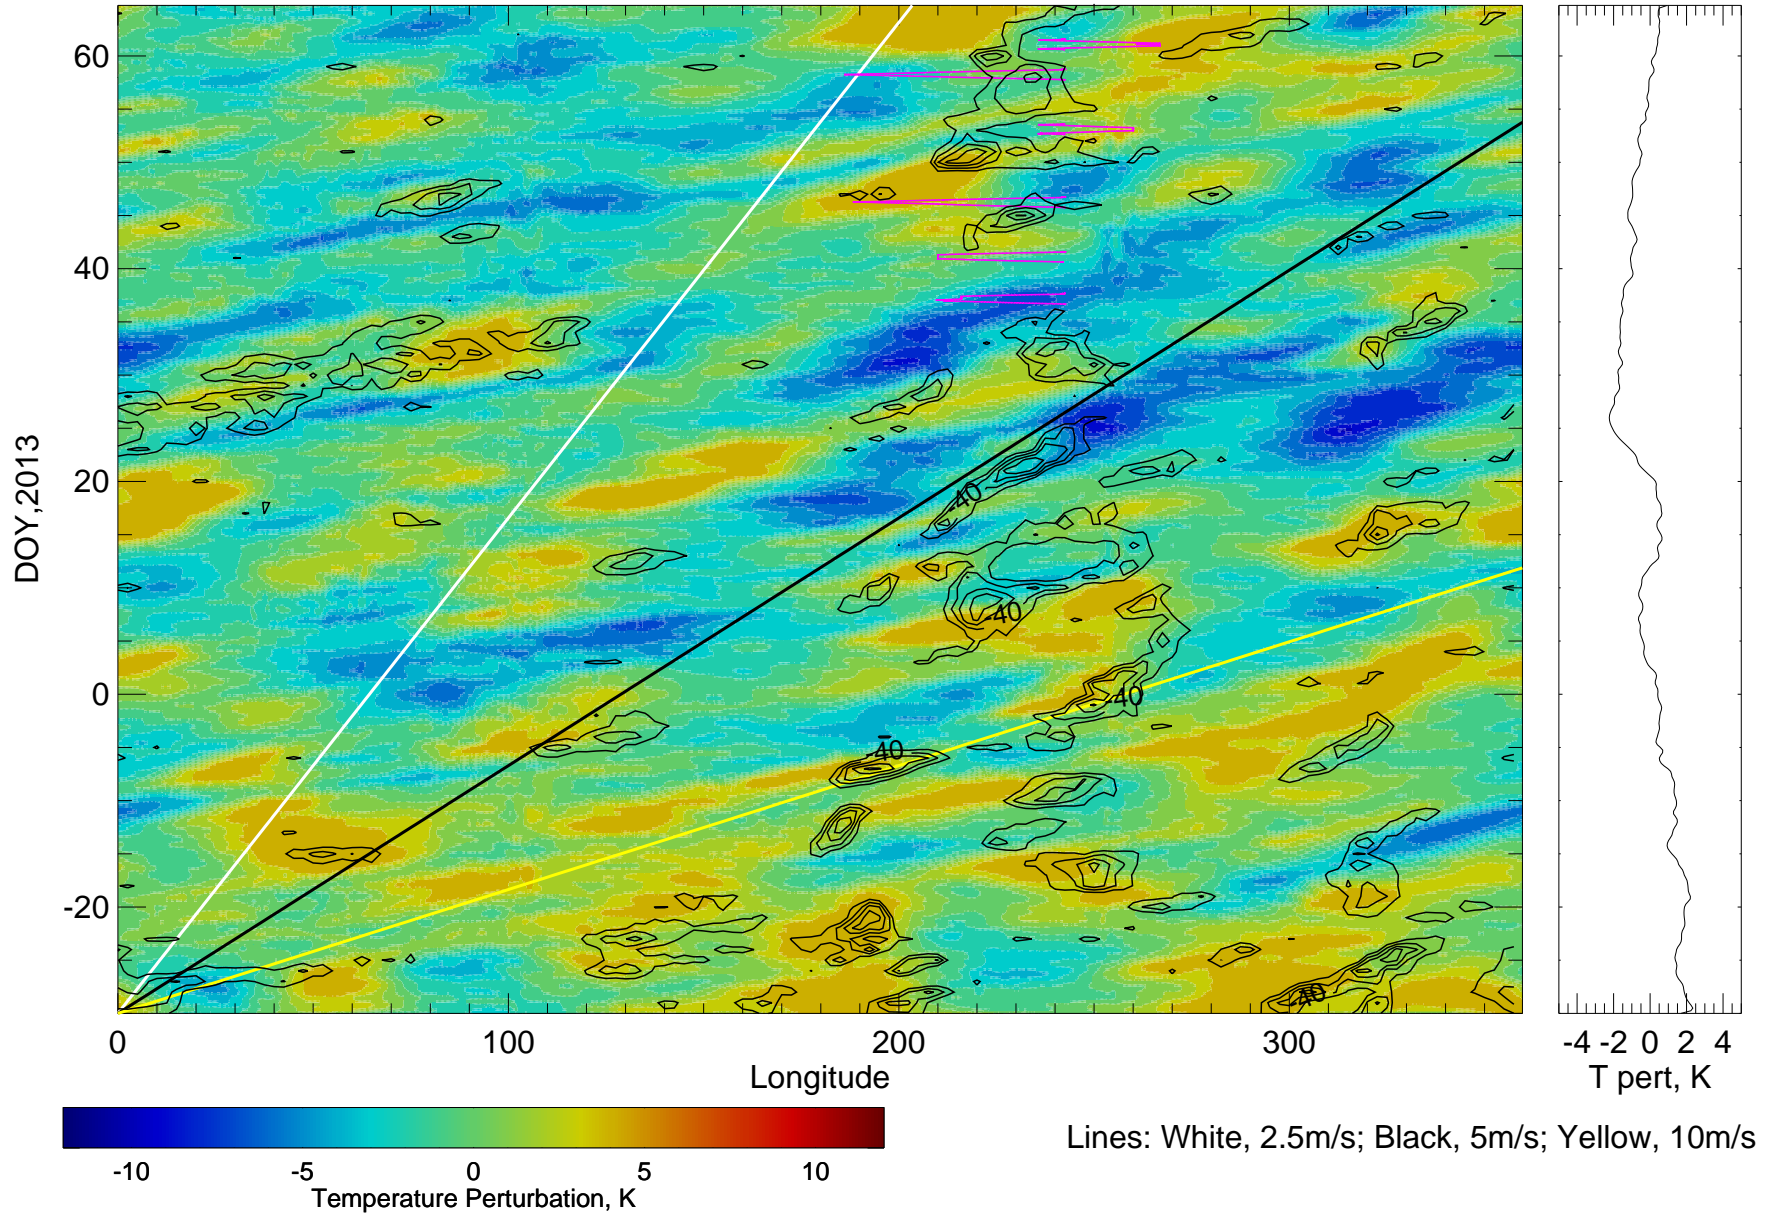 60
40
20
0
-20
DOY,2013
-40
-40
-40
-40
-40
0 100 200 300
Longitude
-4 -2 0 2 4
T pert, K
-10 -5 0 5 10
Temperature Perturbation, K
Lines: White, 2.5m/s; Black, 5m/s; Yellow, 10m/s